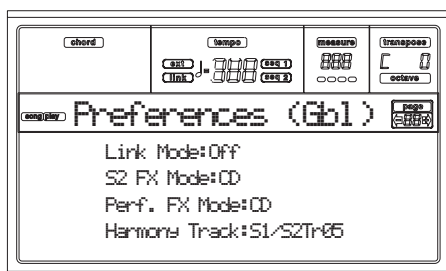 chord tempo measure transpose
ext seq 1
link seq 2
octave
song play Preferences (Gbl) page
Link Mode:Off
S2 FX Mode:CD
Perf. FX Mode:CD
Harmony Track:S1/S2Tr05